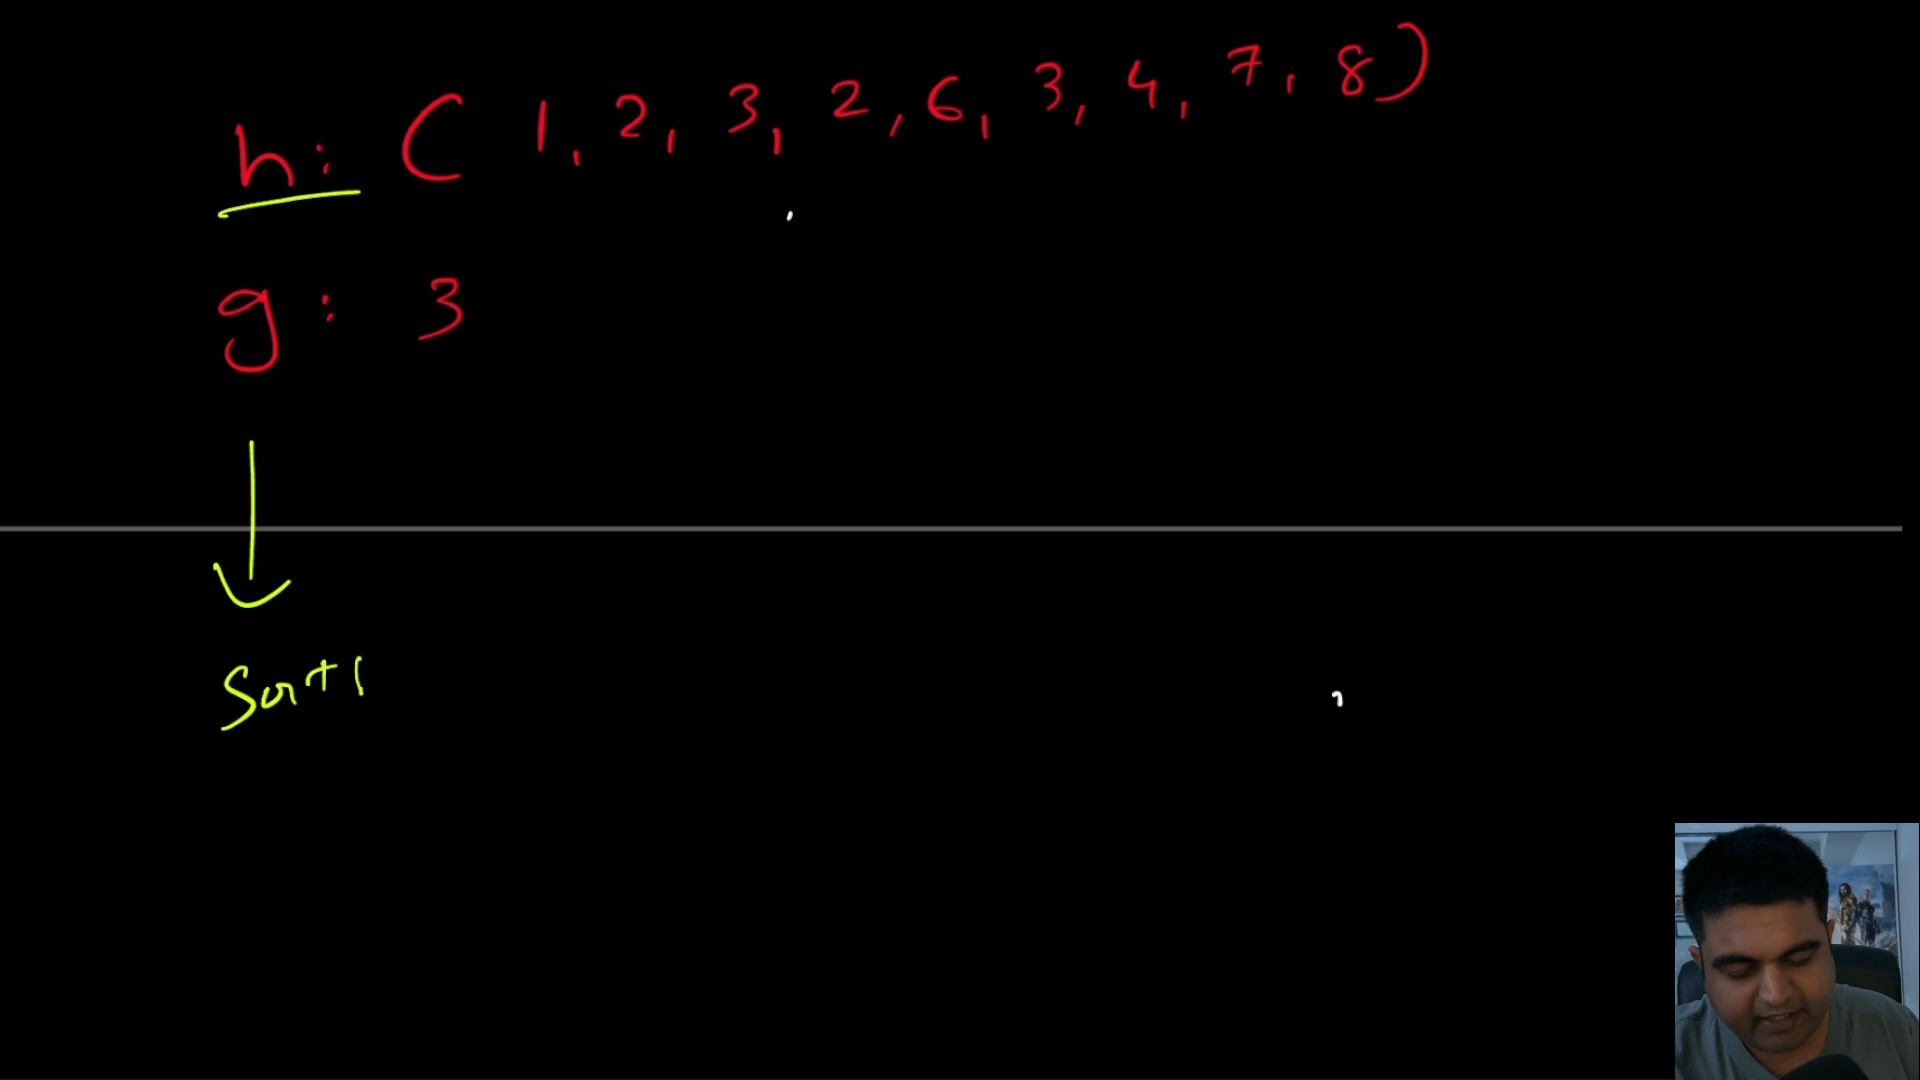 h: ( 1, 2, 3, 2, 6, 3, 4, 7, 8)
g: 3
Sort